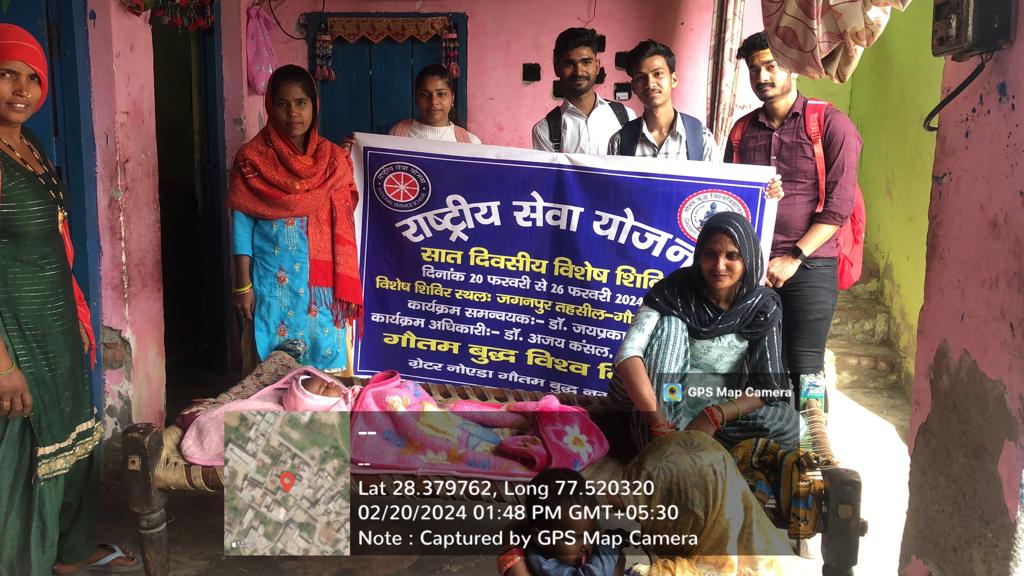 राष्ट्रीय सेवा योजन
सात दिवसीय विशेष शिवि
दिनांक 20 फरवरी से 26 फरवरी 2024
विशेष शिविर स्थलः जगनपुर तहसील-गौ
कार्यक्रम समन्वयकः- डॉ. जयप्रका
कार्यक्रम अधिकारीः- डॉ. अजय कंसल,
गौतम बुद्ध विश्व वि
ग्रेटर नोएडा गौतम बुद्ध नग
GPS Map Camera
--
--
Lat 28.379762, Long 77.520320
02/20/2024 01:48 PM GMT+05:30
Note : Captured by GPS Map Camera